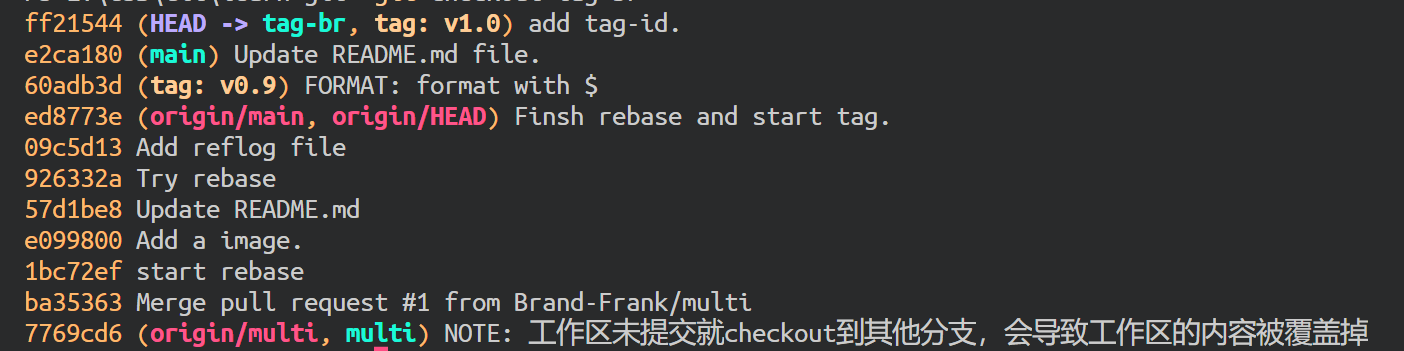 ff21544 (HEAD -> tag-br, tag: v1.0) add tag-id.
e2ca180 (main) Update README.md file.
60adb3d (tag: v0.9) FORMAT: format with $
ed8773e (origin/main, origin/HEAD) Finsh rebase and start tag.
09c5d13 Add reflog file
926332a Try rebase
57d1be8 Update README.md
e099800 Add a image.
1bc72ef start rebase
ba35363 Merge pull request #1 from Brand-Frank/multi
7769cd6 (origin/multi, multi) NOTE: 工作区未提交就checkout到其他分支，会导致工作区的内容被覆盖掉